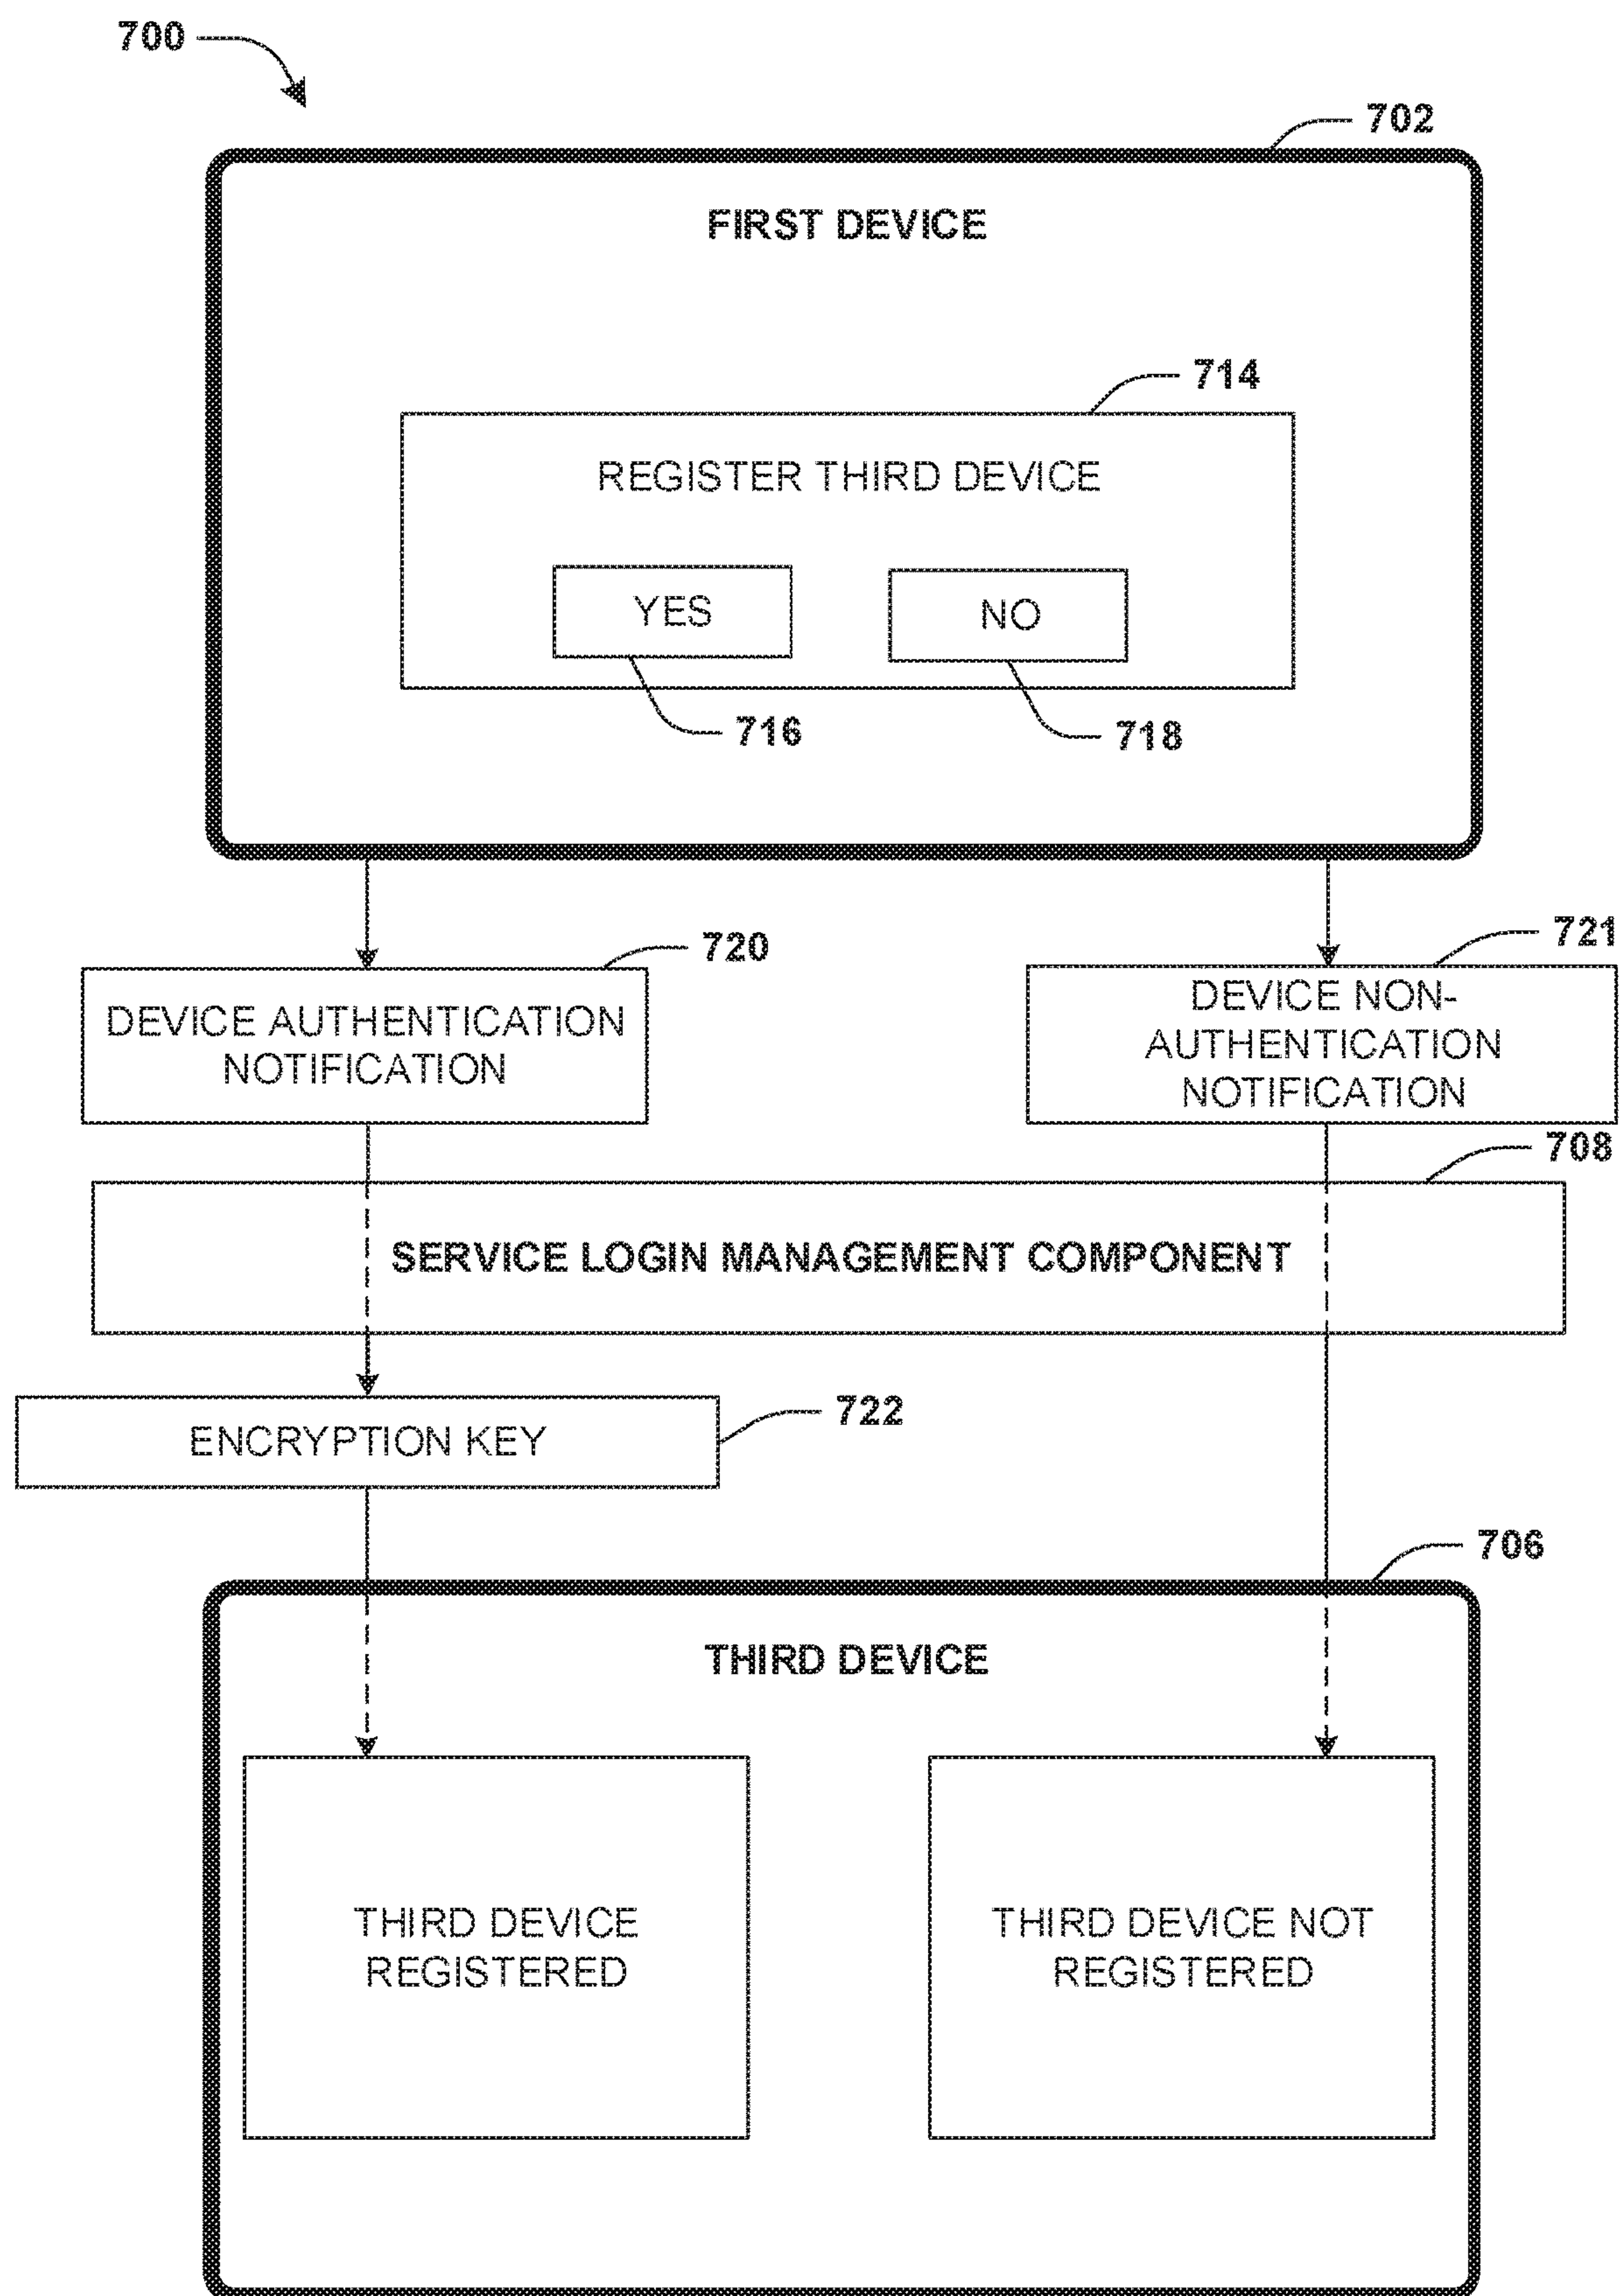 700
702
FIRST DEVICE
714
REGISTER THIRD DEVICE
YES
NO
716
718
720
721
DEVICE AUTHENTICATION
NOTIFICATION
DEVICE NON-
AUTHENTICATION
NOTIFICATION
708
SERVICE LOGIN MANAGEMENT COMPONENT
722
ENCRYPTION KEY
706
THIRD DEVICE
THIRD DEVICE
REGISTERED
THIRD DEVICE NOT
REGISTERED